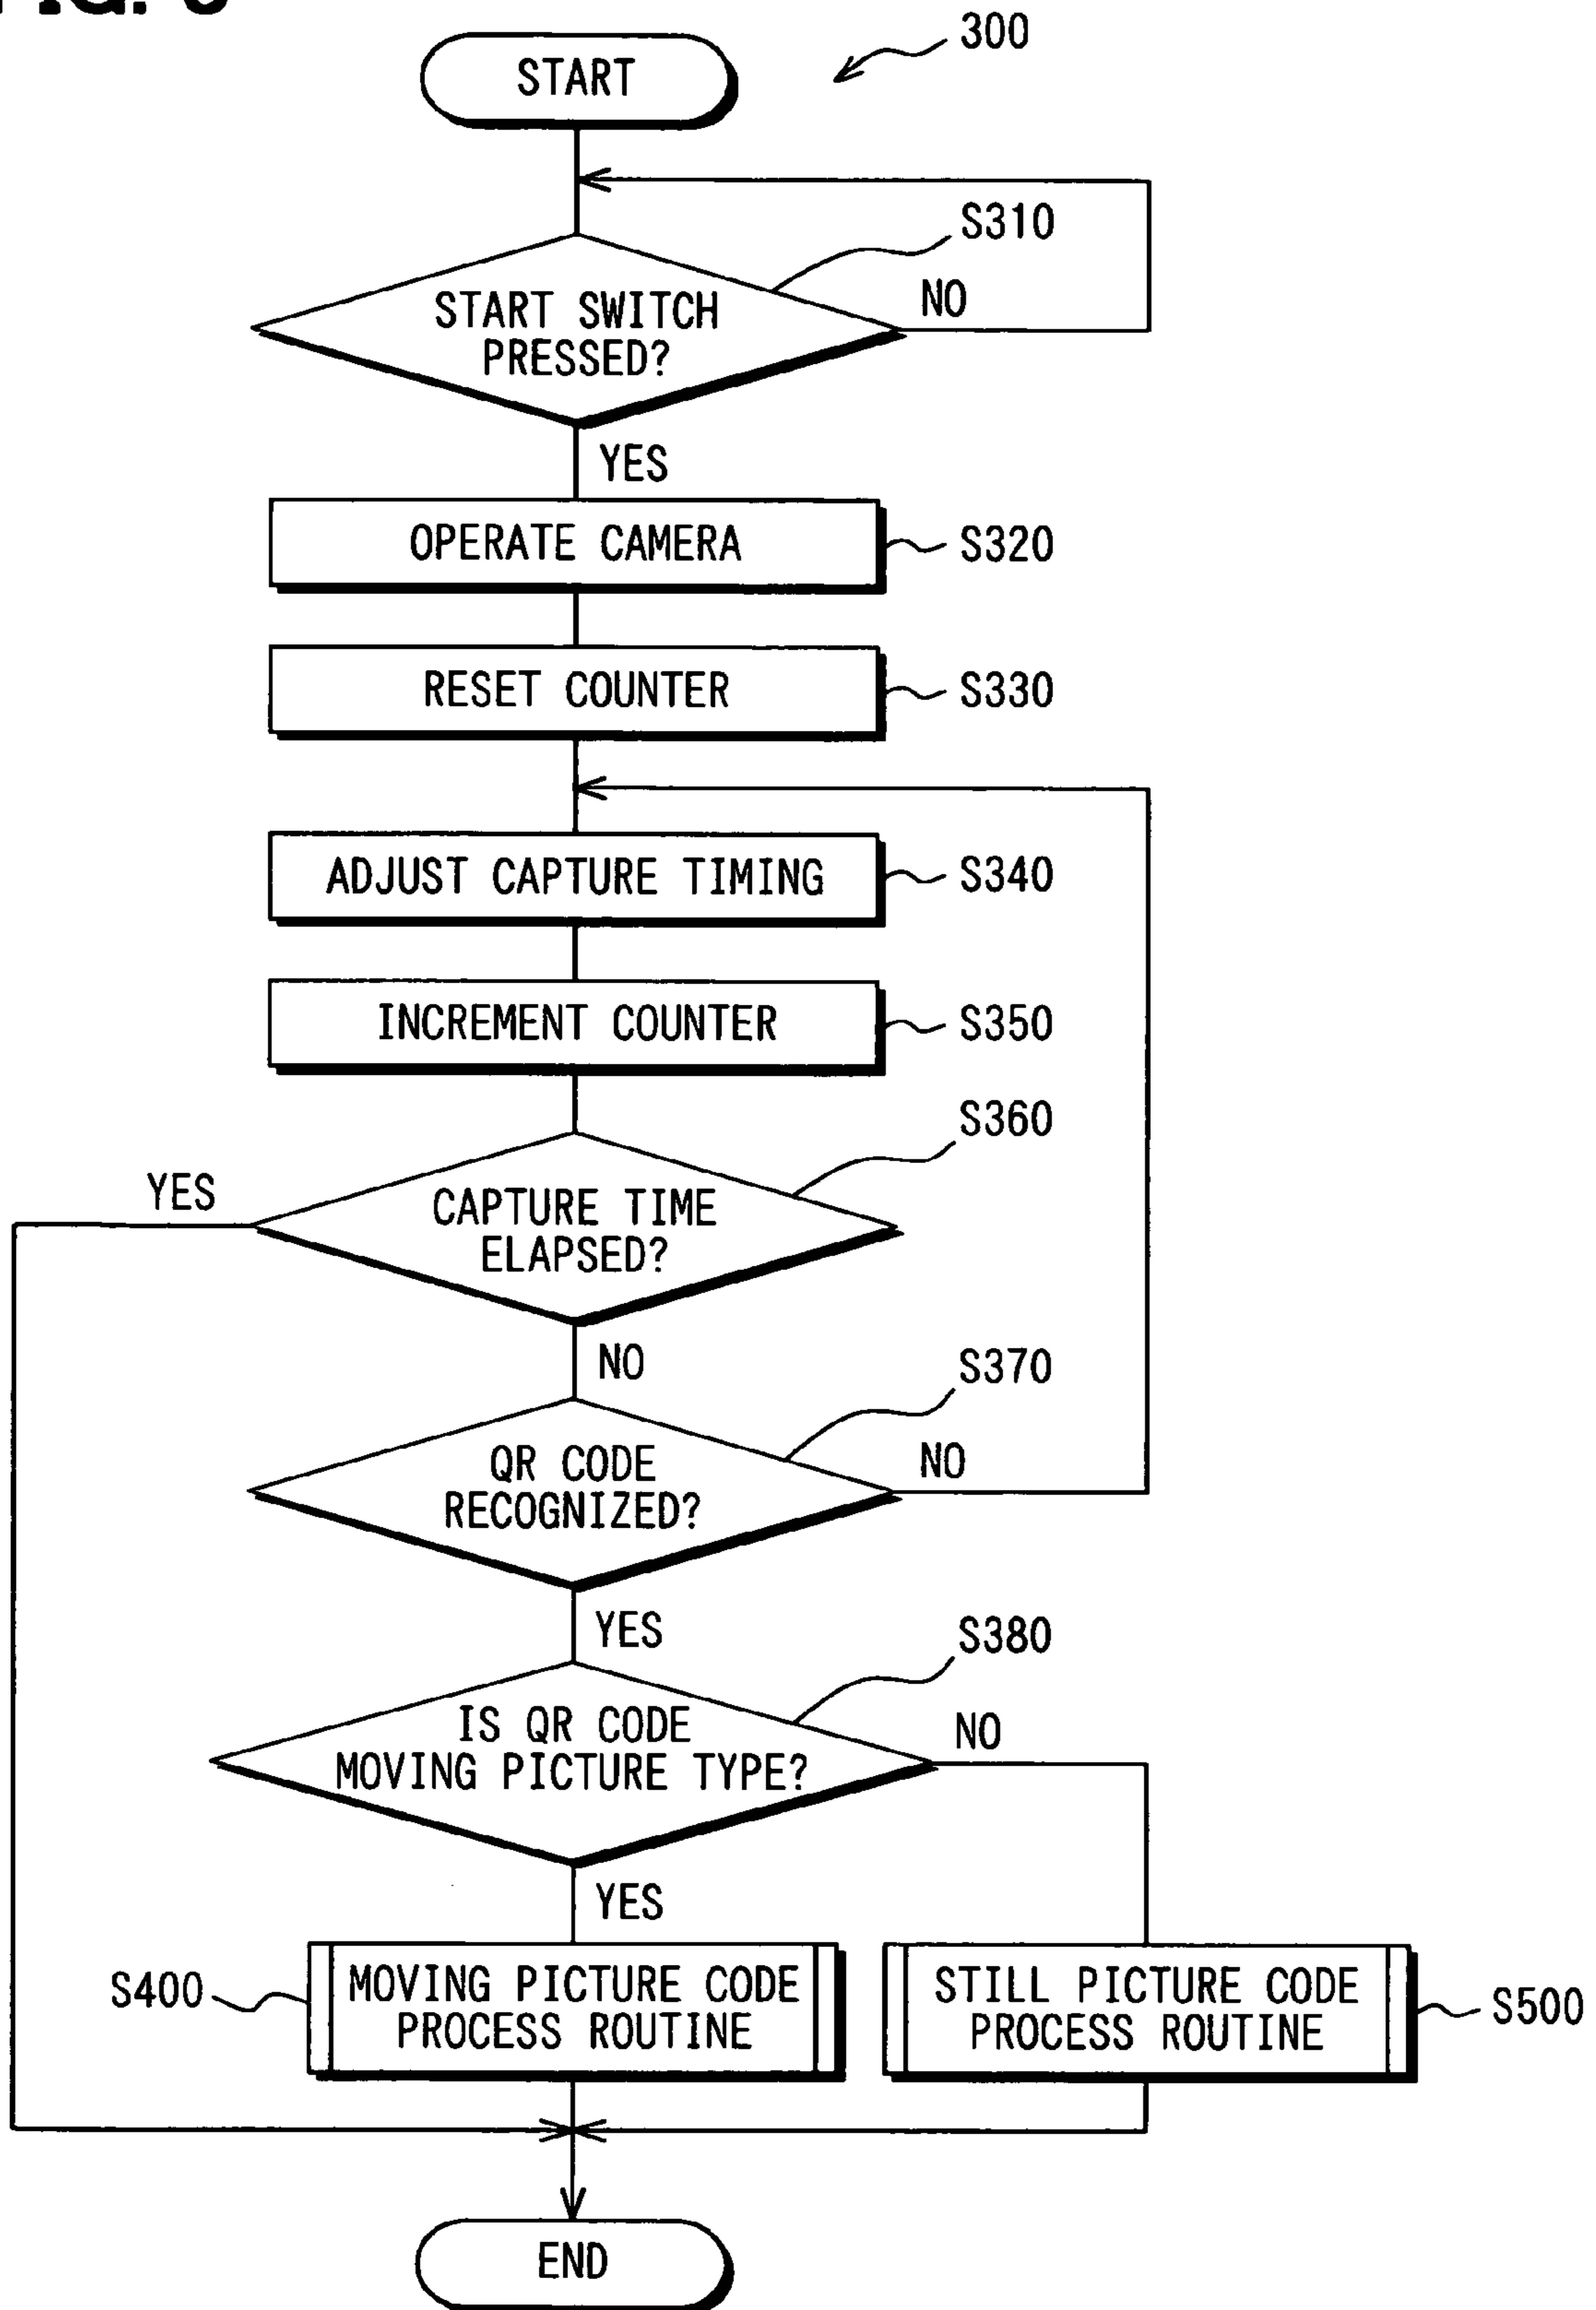 300
START
S310
START SWITCH
PRESSED?
NO
YES
OPERATE CAMERA
S320
RESET COUNTER
S330
ADJUST CAPTURE TIMING
S340
INCREMENT COUNTER
S350
S360
YES
CAPTURE TIME
ELAPSED?
NO
S370
QR CODE
RECOGNIZED?
NO
YES
S380
IS QR CODE
MOVING PICTURE TYPE?
NO
YES
S400
MOVING PICTURE CODE
PROCESS ROUTINE
STILL PICTURE CODE
PROCESS ROUTINE
S500
END